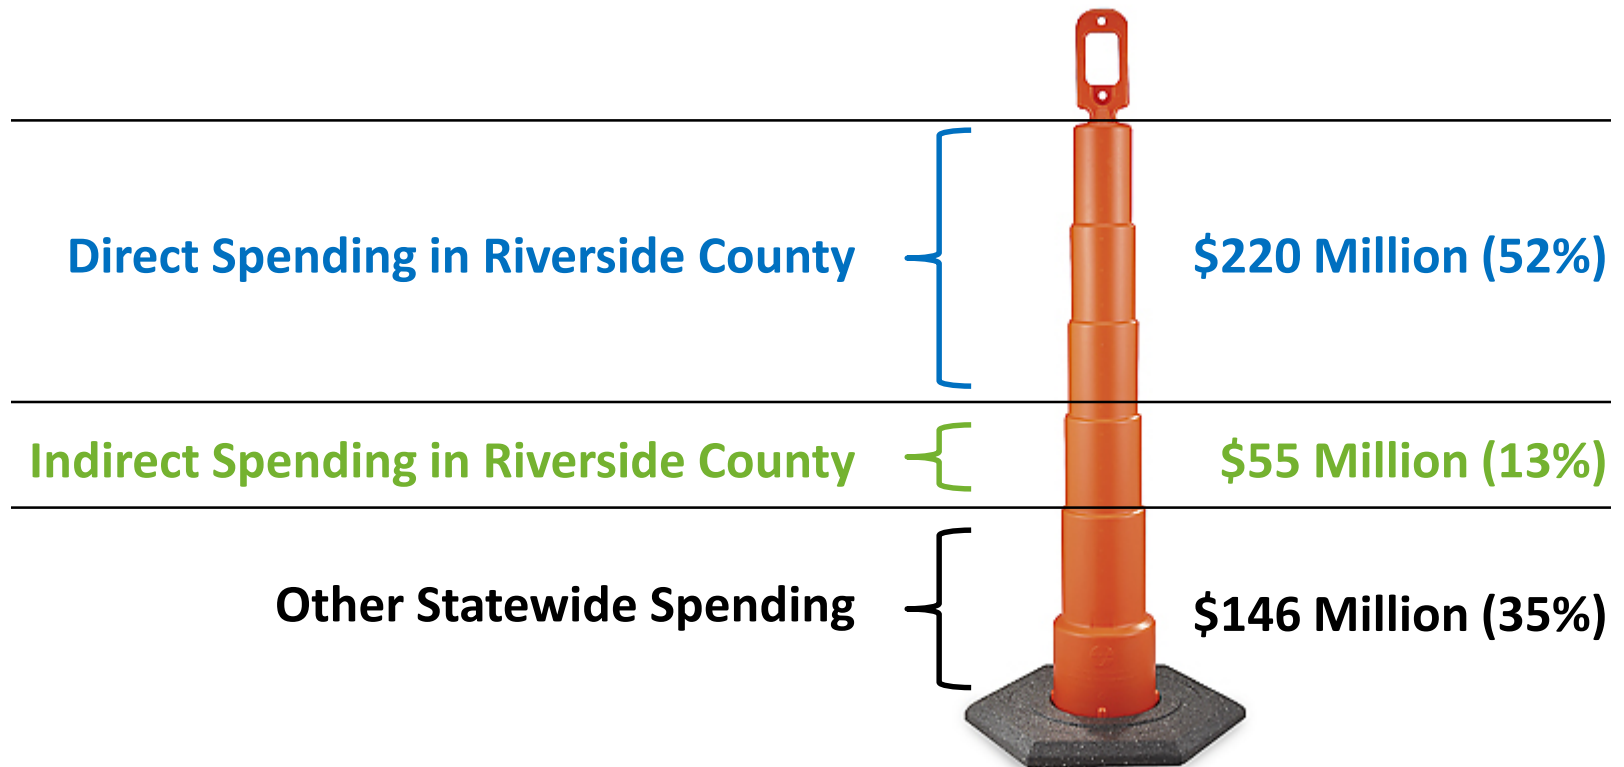 Direct Spending in Riverside County
$220 Million (52%)
Indirect Spending in Riverside County
$55 Million (13%)
Other Statewide Spending
$146 Million (35%)